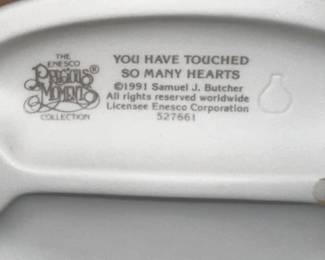 THE
ENESCO
PRECIOUS®
MOMENTS
COLLECTION
YOU HAVE TOUCHED
SO MANY HEARTS
©1991 Samuel J. Butcher
All rights reserved worldwide
Licensee Enesco Corporation
527661